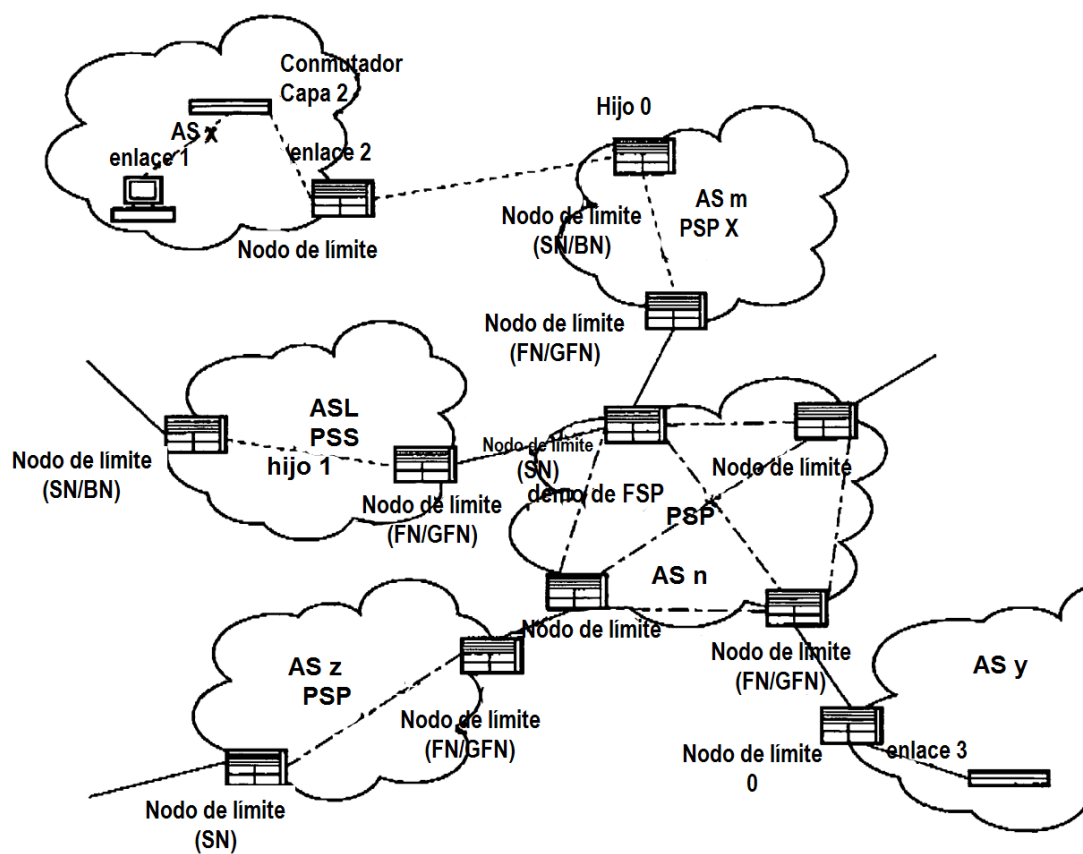 Conmutador
Capa 2
AS x
enlace 1
enlace 2
Nodo de límite
Hijo 0
AS m
PSP X
Nodo de límite
(SN/BN)
Nodo de límite
(FN/GFN)
ASL
PSS
hijo 1
Nodo de límite
(SN/BN)
Nodo de límite
(FN/GFN)
Nodo de límite
(SN)
demo de FSP
PSP
AS n
Nodo de límite
Nodo de límite
Nodo de límite
(FN/GFN)
AS z
PSP
Nodo de límite
(FN/GFN)
Nodo de límite
(SN)
AS y
Nodo de límite
0
enlace 3